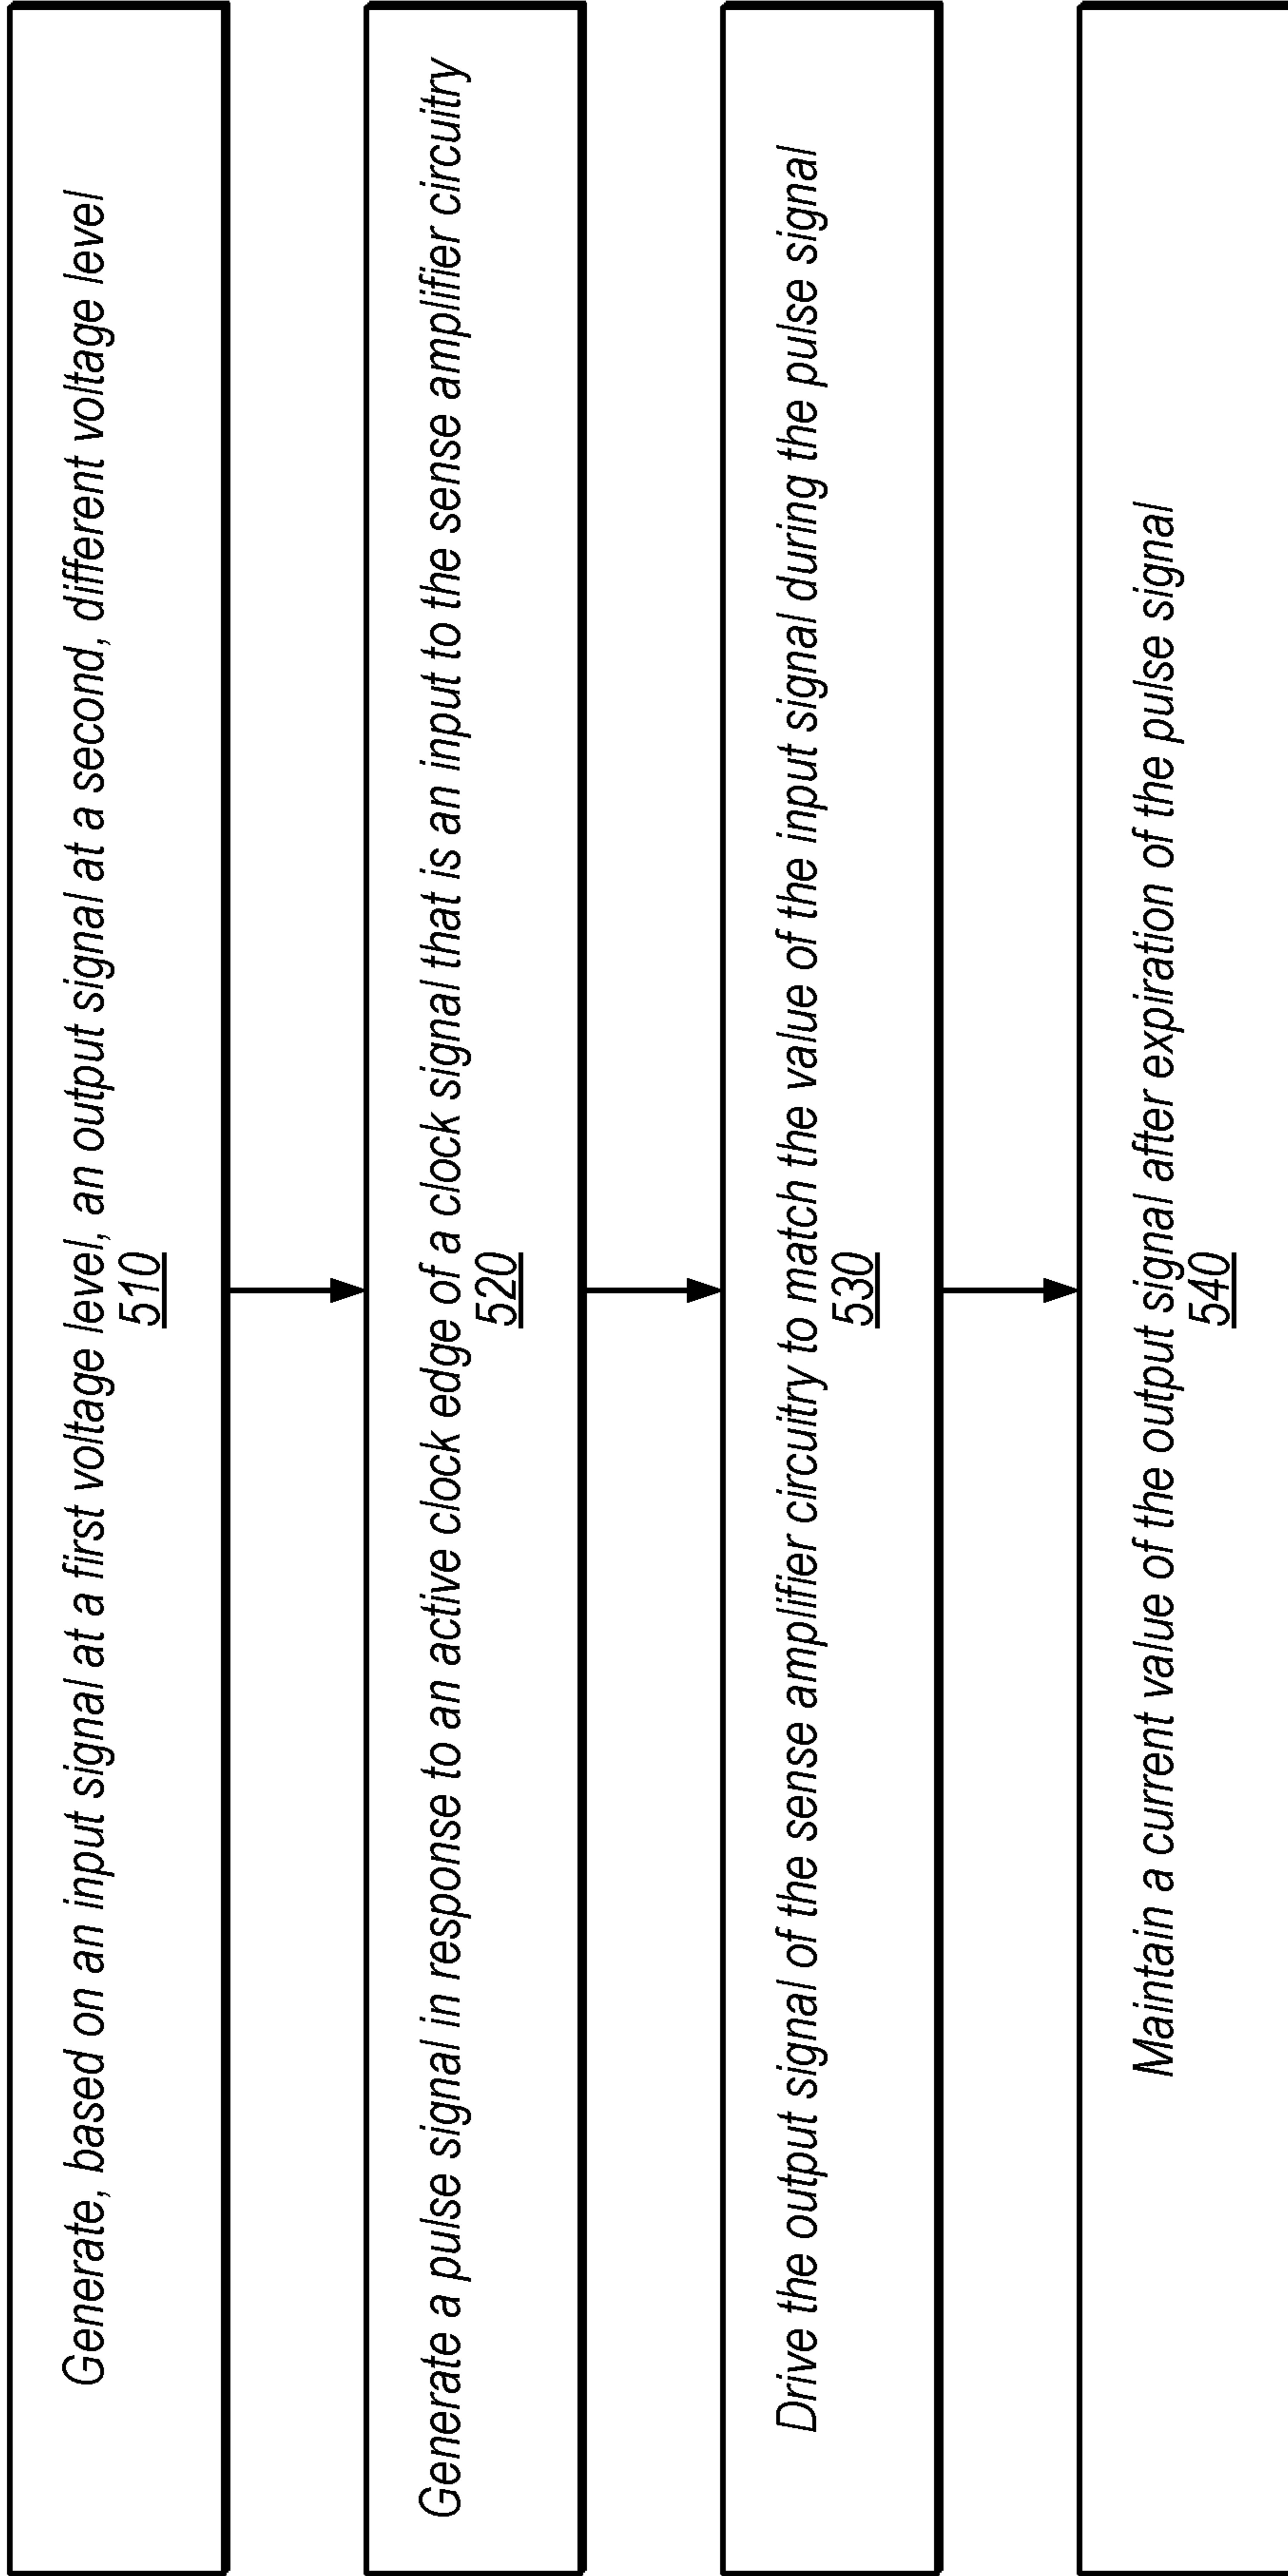 Generate, based on an input signal at a first voltage level, an output signal at a second, different voltage level
510
Generate a pulse signal in response to an active clock edge of a clock signal that is an input to the sense amplifier circuitry
520
Drive the output signal of the sense amplifier circuitry to match the value of the input signal during the pulse signal
530
Maintain a current value of the output signal after expiration of the pulse signal
540